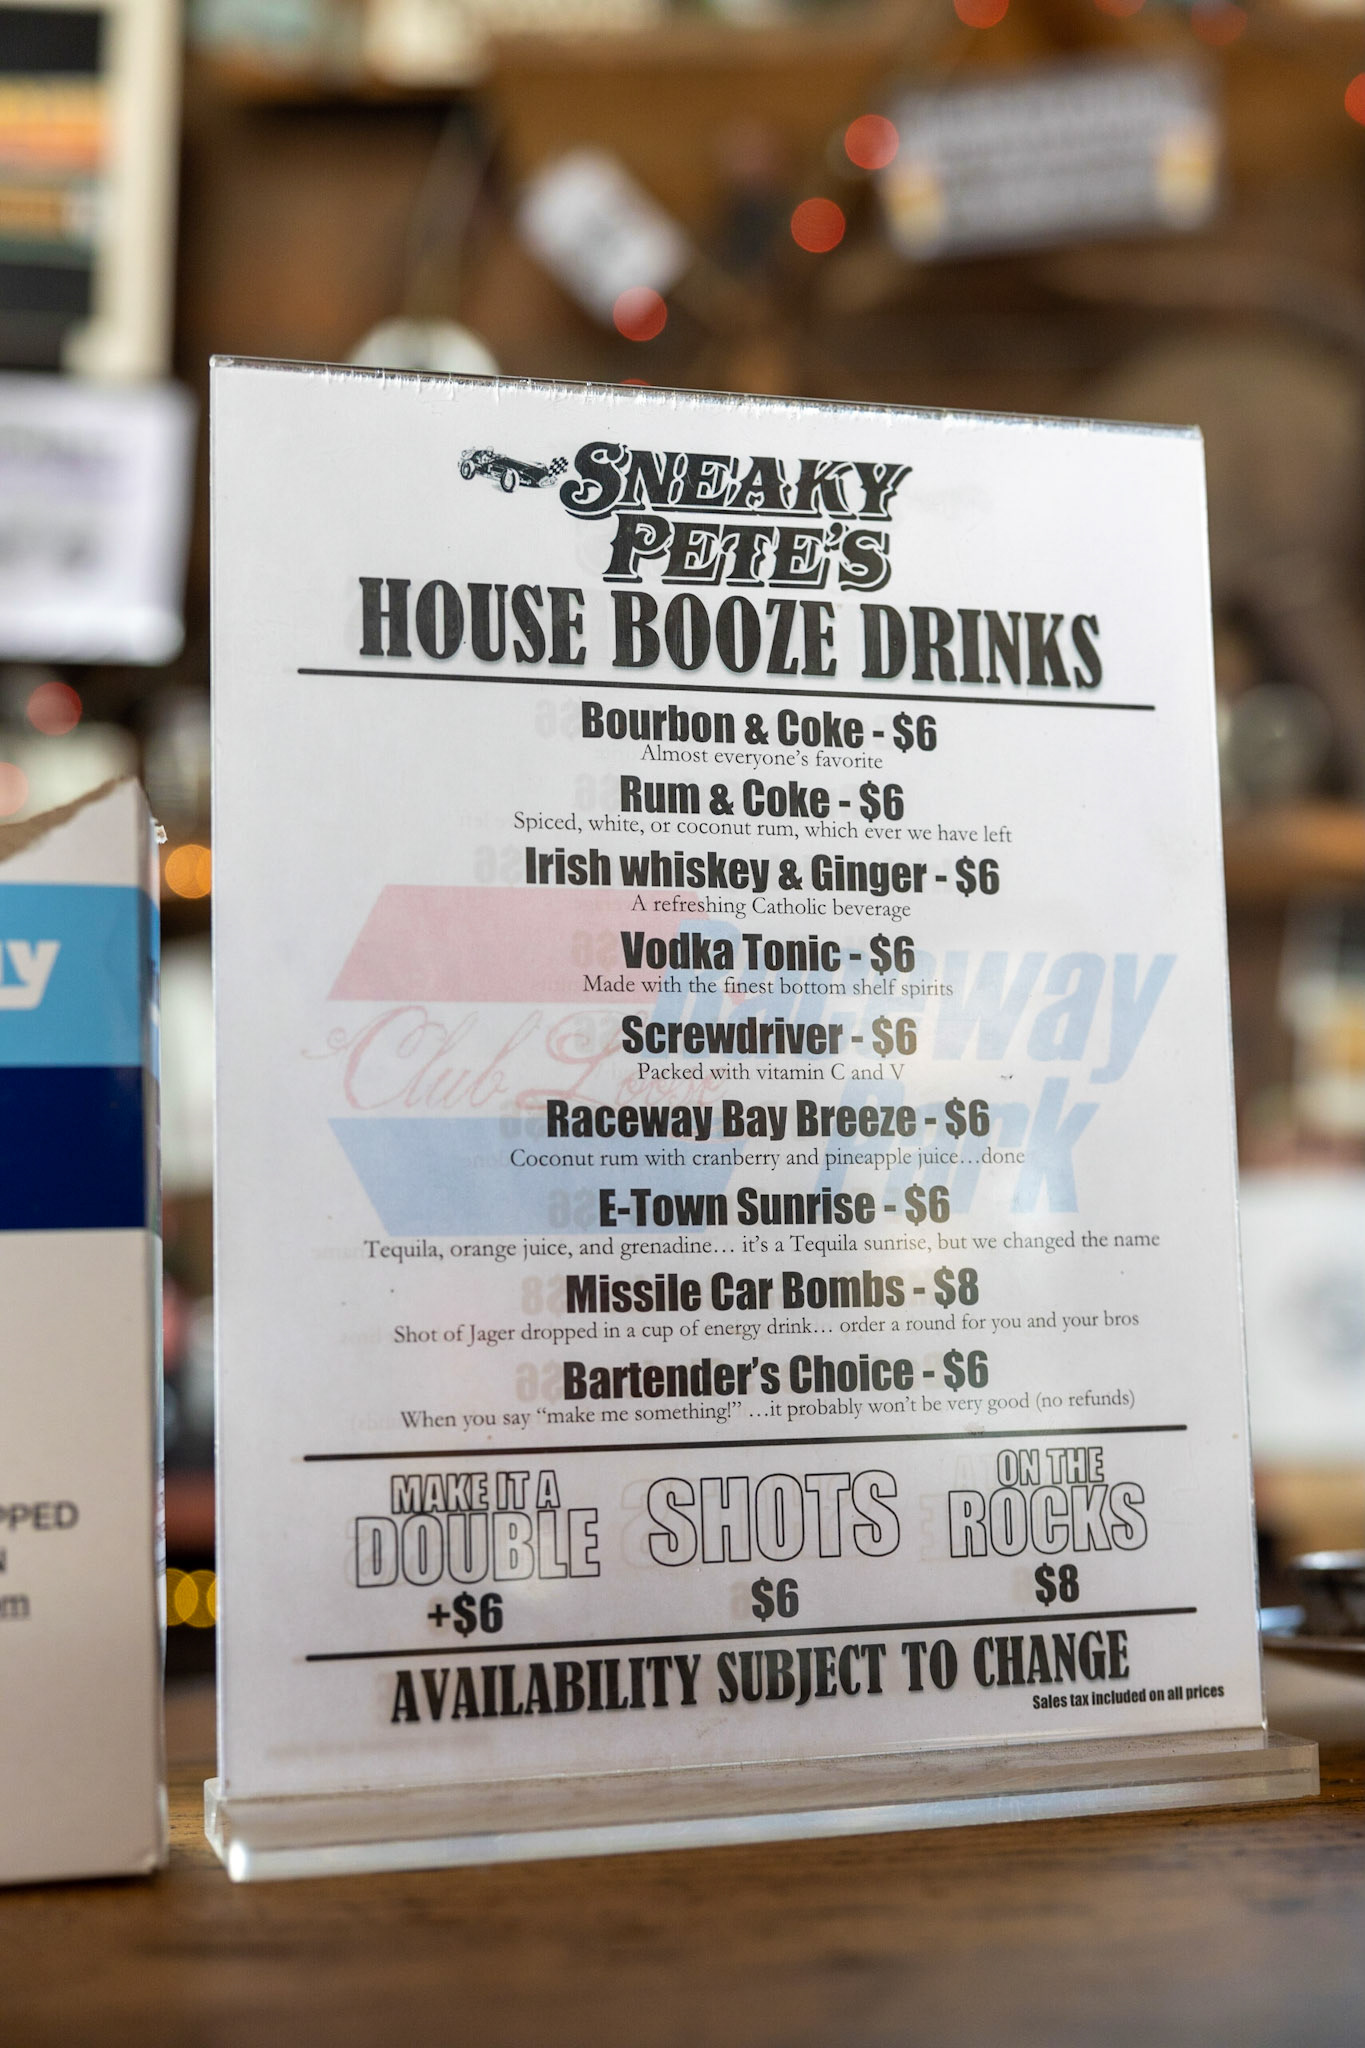 SNEAKY
PETE'S
HOUSE BOOZE DRINKS
Bourbon & Coke - $6
Almost everyone's favorite
Rum & Coke - $6
Spiced, white, or coconut rum, which ever we have left
Irish whiskey & Ginger - $6
A refreshing Catholic beverage
Vodka Tonic - $6
Made with the finest bottom shelf spirits
Screwdriver - $6
Packed with vitamin C and V
Raceway Bay Breeze - $6
Coconut rum with cranberry and pineapple juice…done
E-Town Sunrise - $6
Tequila, orange juice, and grenadine… it's a Tequila sunrise, but we changed the name
Missile Car Bombs - $8
Shot of Jager dropped in a cup of energy drink… order a round for you and your bros
Bartender's Choice - $6
When you say “make me something!” …it probably won't be very good (no refunds)
MAKE IT A
DOUBLE
+$6
SHOTS
$6
ON THE
ROCKS
$8
AVAILABILITY SUBJECT TO CHANGE
Sales tax included on all prices
Raceway
Park
Club Loose